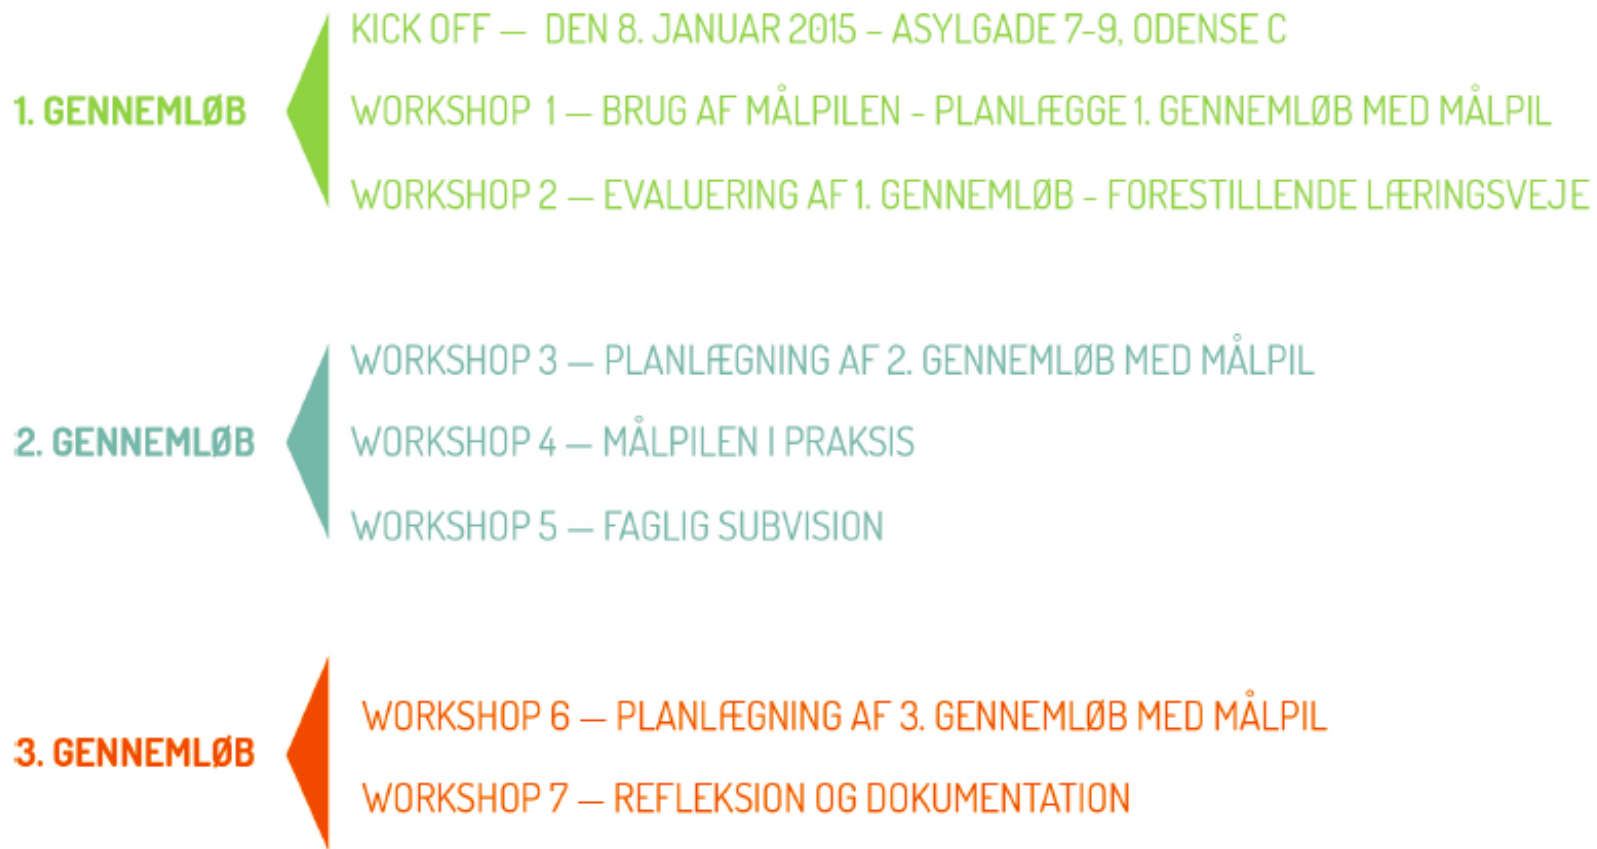 KICK OFF — DEN 8. JANUAR 2015 – ASYLGADE 7-9, ODENSE C
1. GENNEMLØB
WORKSHOP 1 — BRUG AF MÅLPILEN - PLANLÆGGE 1. GENNEMLØB MED MÅLPIL
WORKSHOP 2 — EVALUERING AF 1. GENNEMLØB - FORESTILLENDE LÆRINGSVEJE
WORKSHOP 3 — PLANLÆGNING AF 2. GENNEMLØB MED MÅLPIL
2. GENNEMLØB
WORKSHOP 4 — MÅLPILEN I PRAKSIS
WORKSHOP 5 — FAGLIG SUBVISION
WORKSHOP 6 — PLANLÆGNING AF 3. GENNEMLØB MED MÅLPIL
3. GENNEMLØB
WORKSHOP 7 — REFLEKSION OG DOKUMENTATION